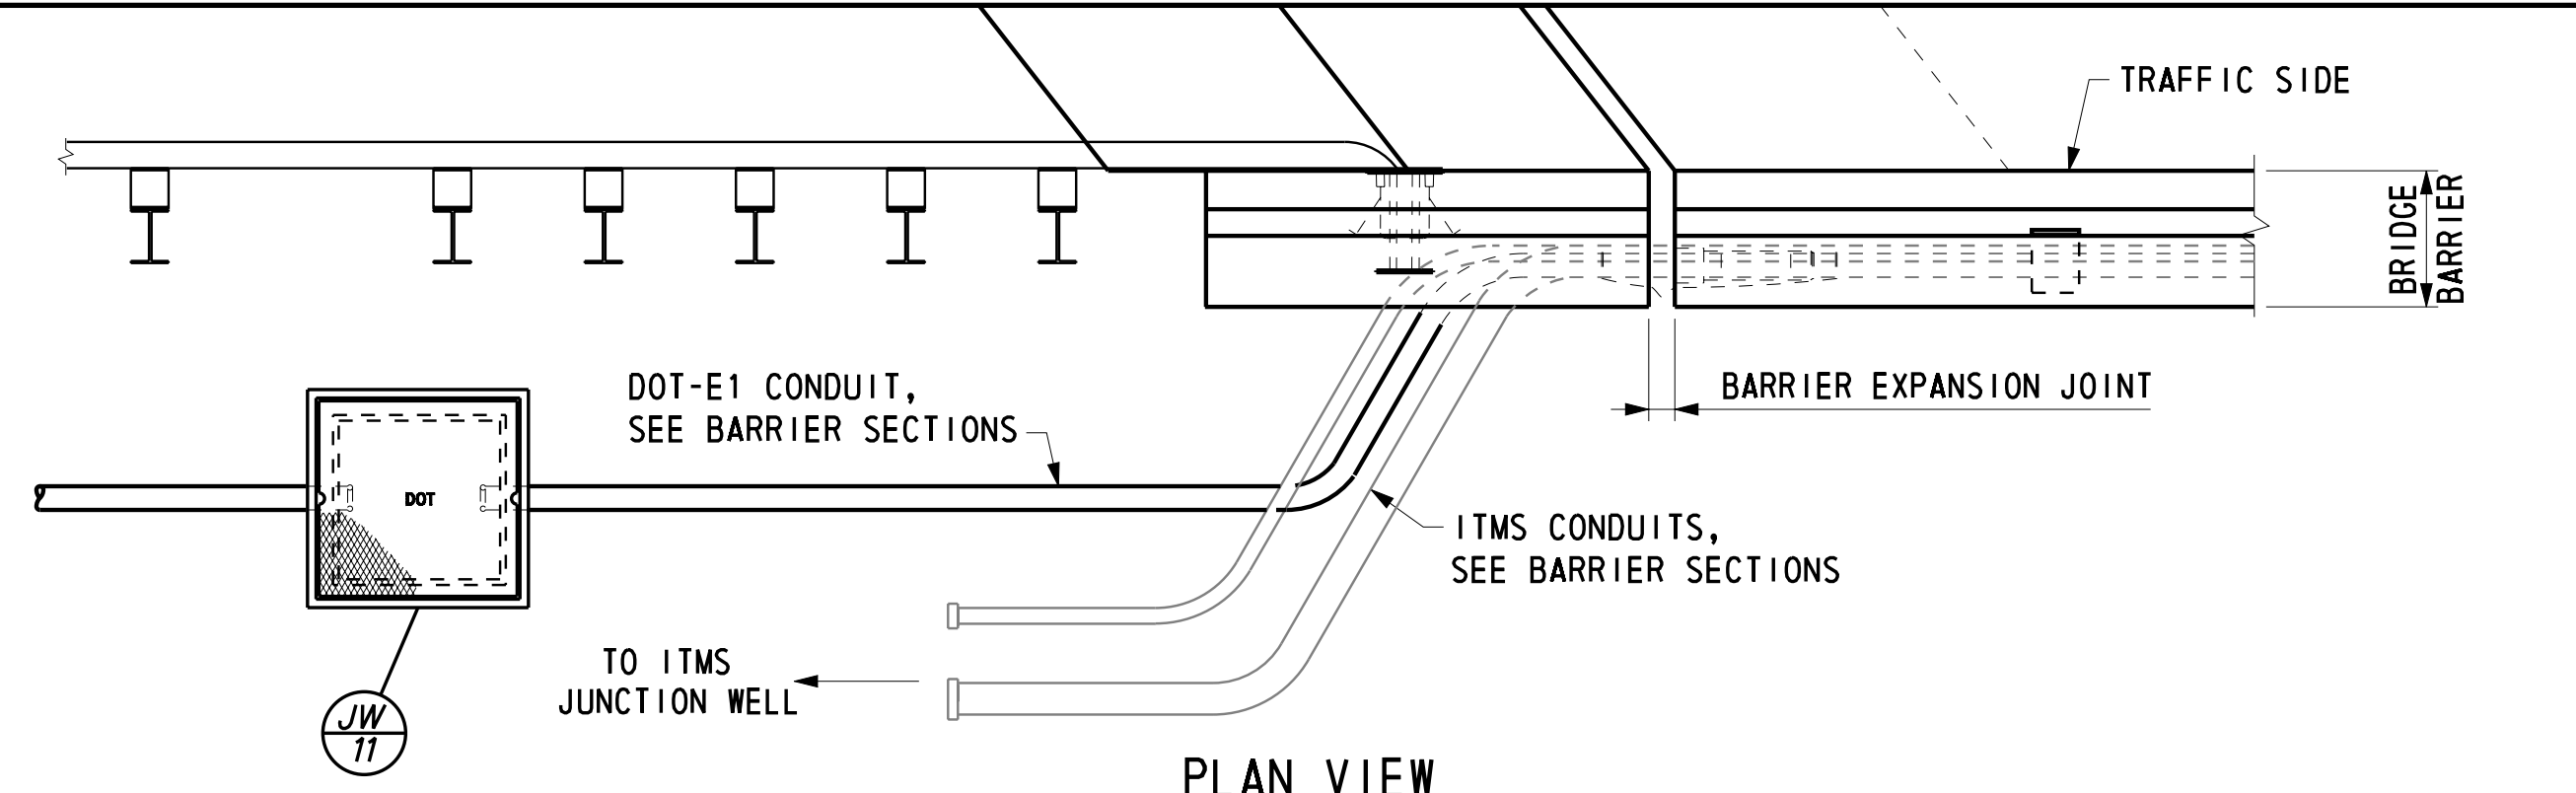 TRAFFIC SIDE
BRIDGE
BARRIER
DOT-E1 CONDUIT,
SEE BARRIER SECTIONS
BARRIER EXPANSION JOINT
DOT
ITMS CONDUITS,
SEE BARRIER SECTIONS
TO ITMS
JUNCTION WELL
JW
11
PLAN VIEW